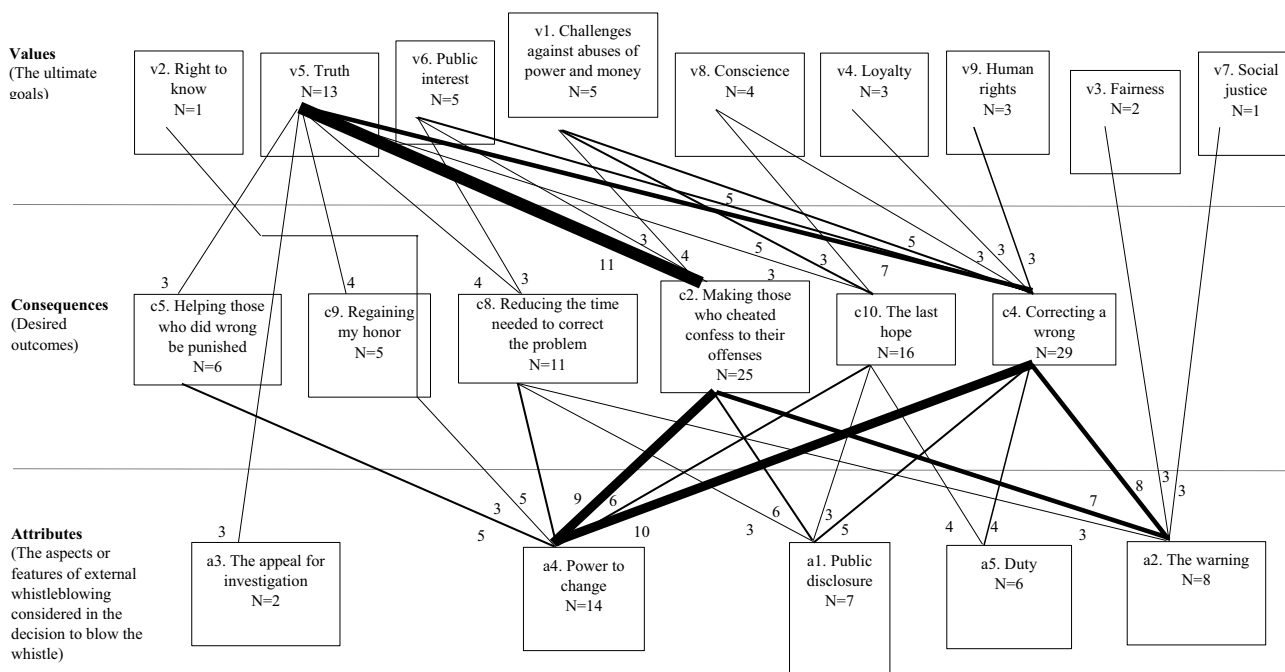 Values
(The ultimate
goals)
v2. Right to
know
N=1
v5. Truth
N=13
v6. Public
interest
N=5
v1. Challenges
against abuses of
power and money
N=5
v8. Conscience
N=4
v4. Loyalty
N=3
v9. Human
rights
N=3
v3. Fairness
N=2
v7. Social
justice
N=1
5
3
5
5
3
3
11
4
3
3
7
3
4
4
3
3
Consequences
(Desired
outcomes)
c5. Helping those
who did wrong
be punished
N=6
c9. Regaining
my honor
N=5
c8. Reducing the time
needed to correct
the problem
N=11
c2. Making those
who cheated
confess to their
offenses
N=25
c10. The last
hope
N=16
c4. Correcting a
wrong
N=29
3
5
9
6
6
3
7
8
3
3
3
5
10
3
5
4
4
3
Attributes
(The aspects or
features of external
whistleblowing
considered in the
decision to blow the
whistle)
a3. The appeal for
investigation
N=2
a4. Power to
change
N=14
a1. Public
disclosure
N=7
a5. Duty
N=6
a2. The warning
N=8